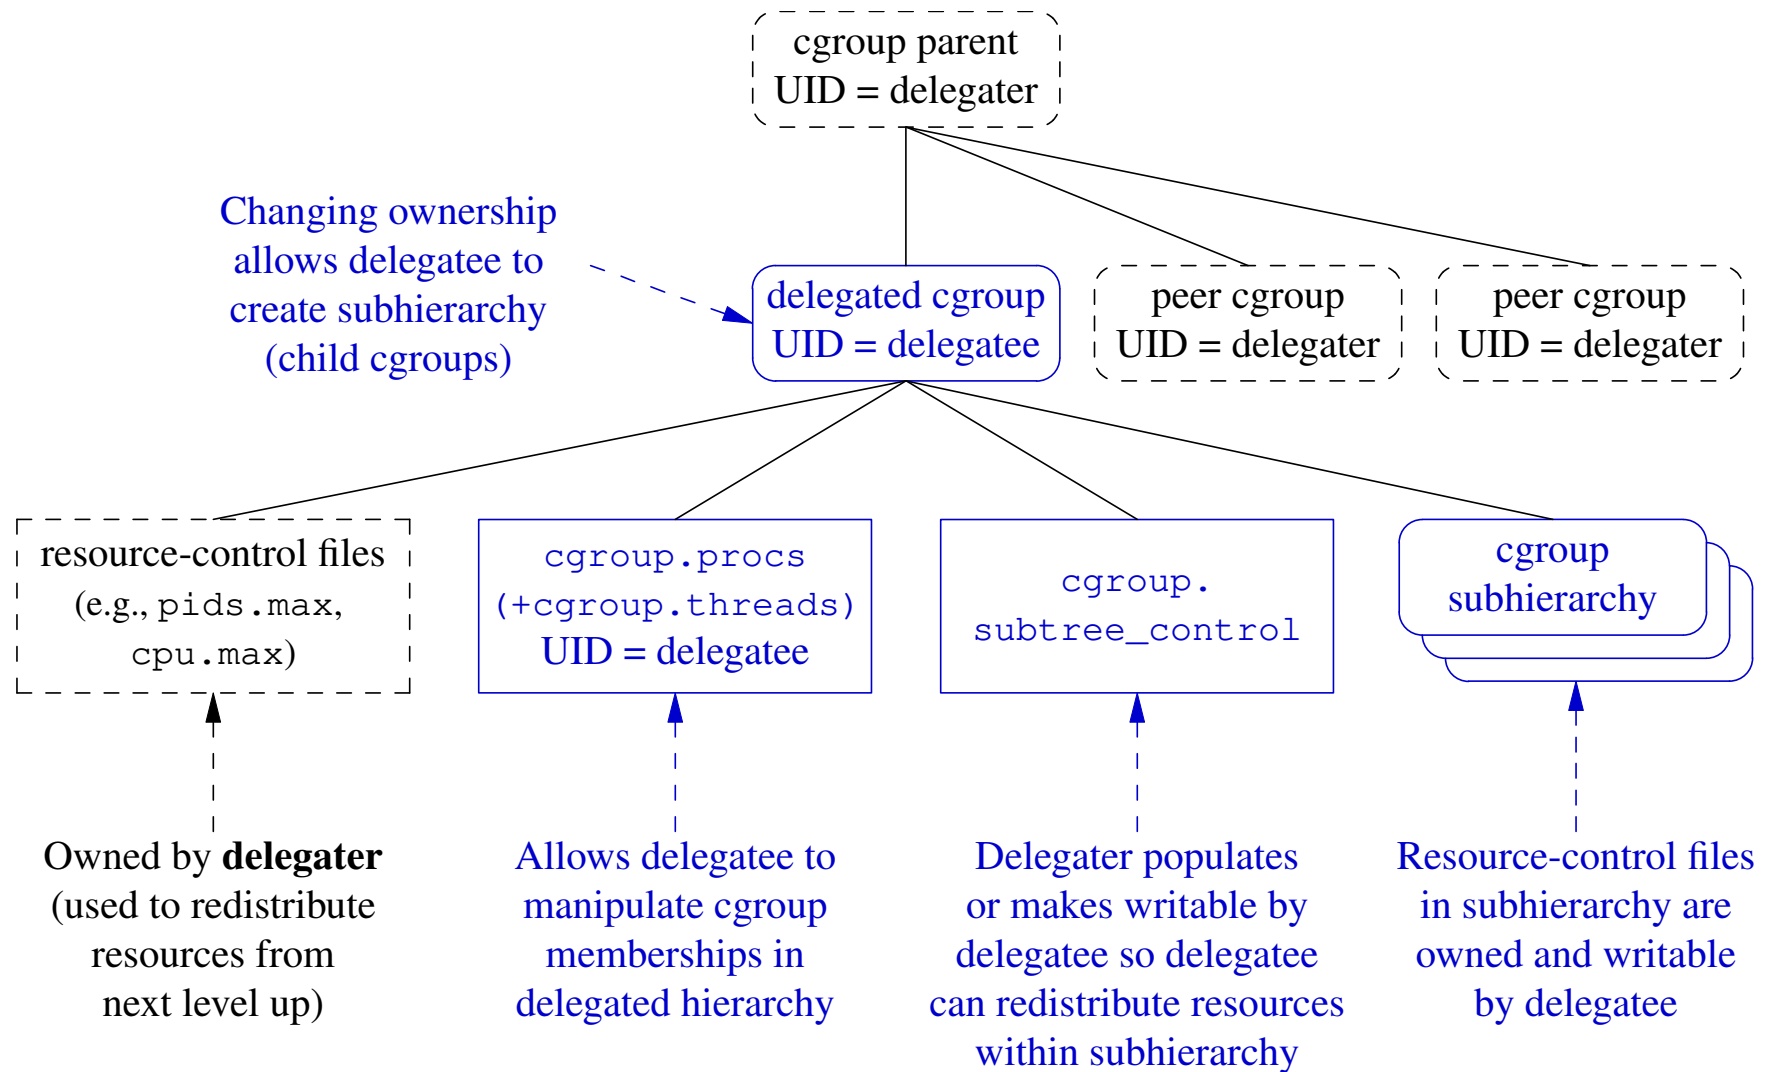 cgroup parent
UID = delegater
Changing ownership
allows delegatee to
create subhierarchy
(child cgroups)
delegated cgroup
UID = delegatee
peer cgroup
UID = delegater
peer cgroup
UID = delegater
resource-control files
(e.g., pids.max,
cpu.max)
cgroup.procs
(+cgroup.threads)
UID = delegatee
cgroup.
subtree_control
cgroup
subhierarchy
Owned by delegater
(used to redistribute
resources from
next level up)
Allows delegatee to
manipulate cgroup
memberships in
delegated hierarchy
Delegater populates
or makes writable by
delegatee so delegatee
can redistribute resources
within subhierarchy
Resource-control files
in subhierarchy are
owned and writable
by delegatee